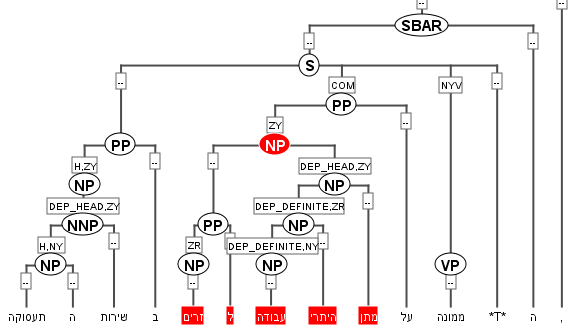 -- --
SBAR
-- --
S
-- COM NYV --
PP
ZY --
PP NP
H,ZY -- -- DEP_HEAD,ZY
NP NP
DEP_HEAD,ZY DEP_DEFINITE,ZR --
NNP PP NP
H,NY -- ZR -- DEP_DEFINITE,NY --
NP NP NP VP
-- -- -- -- --
, ה *T* ממונה על מתן היתרי עבודה ל זרים ב שירות ה תעסוקה